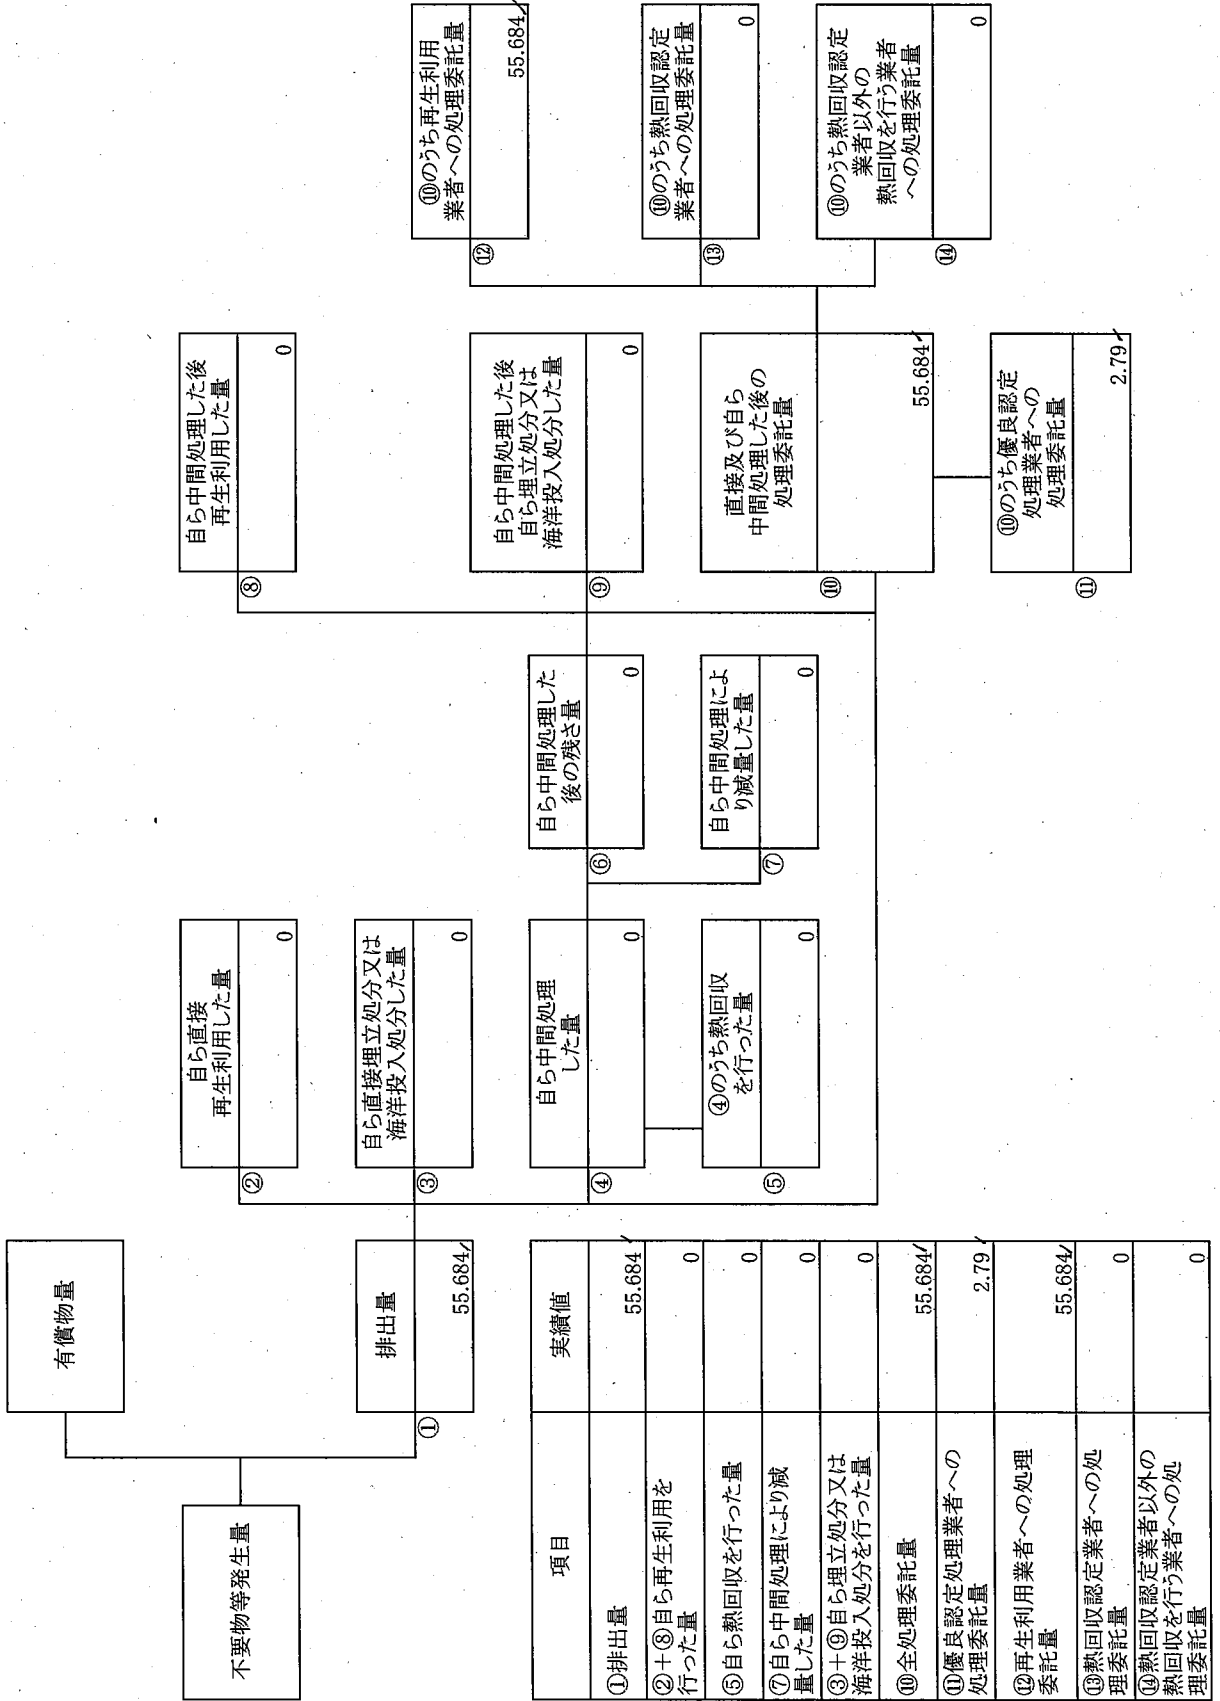 不要物等発生量
有償物量
①
排出量
55.684
②
自ら直接
再生利用した量
0
③
自ら直接埋立処分又は
海洋投入処分した量
0
④
自ら中間処理
した量
0
⑤
④のうち熱回収
を行った量
0
⑥
自ら中間処理した
後の残さ量
0
⑦
自ら中間処理によ
り減量した量
0
⑧
自ら中間処理した後
再生利用した量
0
⑨
自ら中間処理した後
自ら埋立処分又は
海洋投入処分した量
0
⑩
直接及び自ら
中間処理した後の
処理委託量
55.684
⑪
⑩のうち優良認定
処理業者への
処理委託量
2.79
⑫
⑩のうち再生利用
業者への処理委託量
55.684
⑬
⑩のうち熱回収認定
業者への処理委託量
0
⑭
⑩のうち熱回収認定
業者以外の
熱回収を行う業者
への処理委託量
0
項目 実績値
①排出量 55.684
②+⑧自ら再生利用を
行った量 0
⑤自ら熱回収を行った量 0
⑦自ら中間処理により減
量した量 0
③+⑨自ら埋立処分又は
海洋投入処分を行った量 0
⑩全処理委託量 55.684
⑪優良認定処理業者への
処理委託量 2.79
⑫再生利用業者への処理
委託量 55.684
⑬熱回収認定業者への処
理委託量 0
⑭熱回収認定業者以外の
熱回収を行う業者への処
理委託量 0